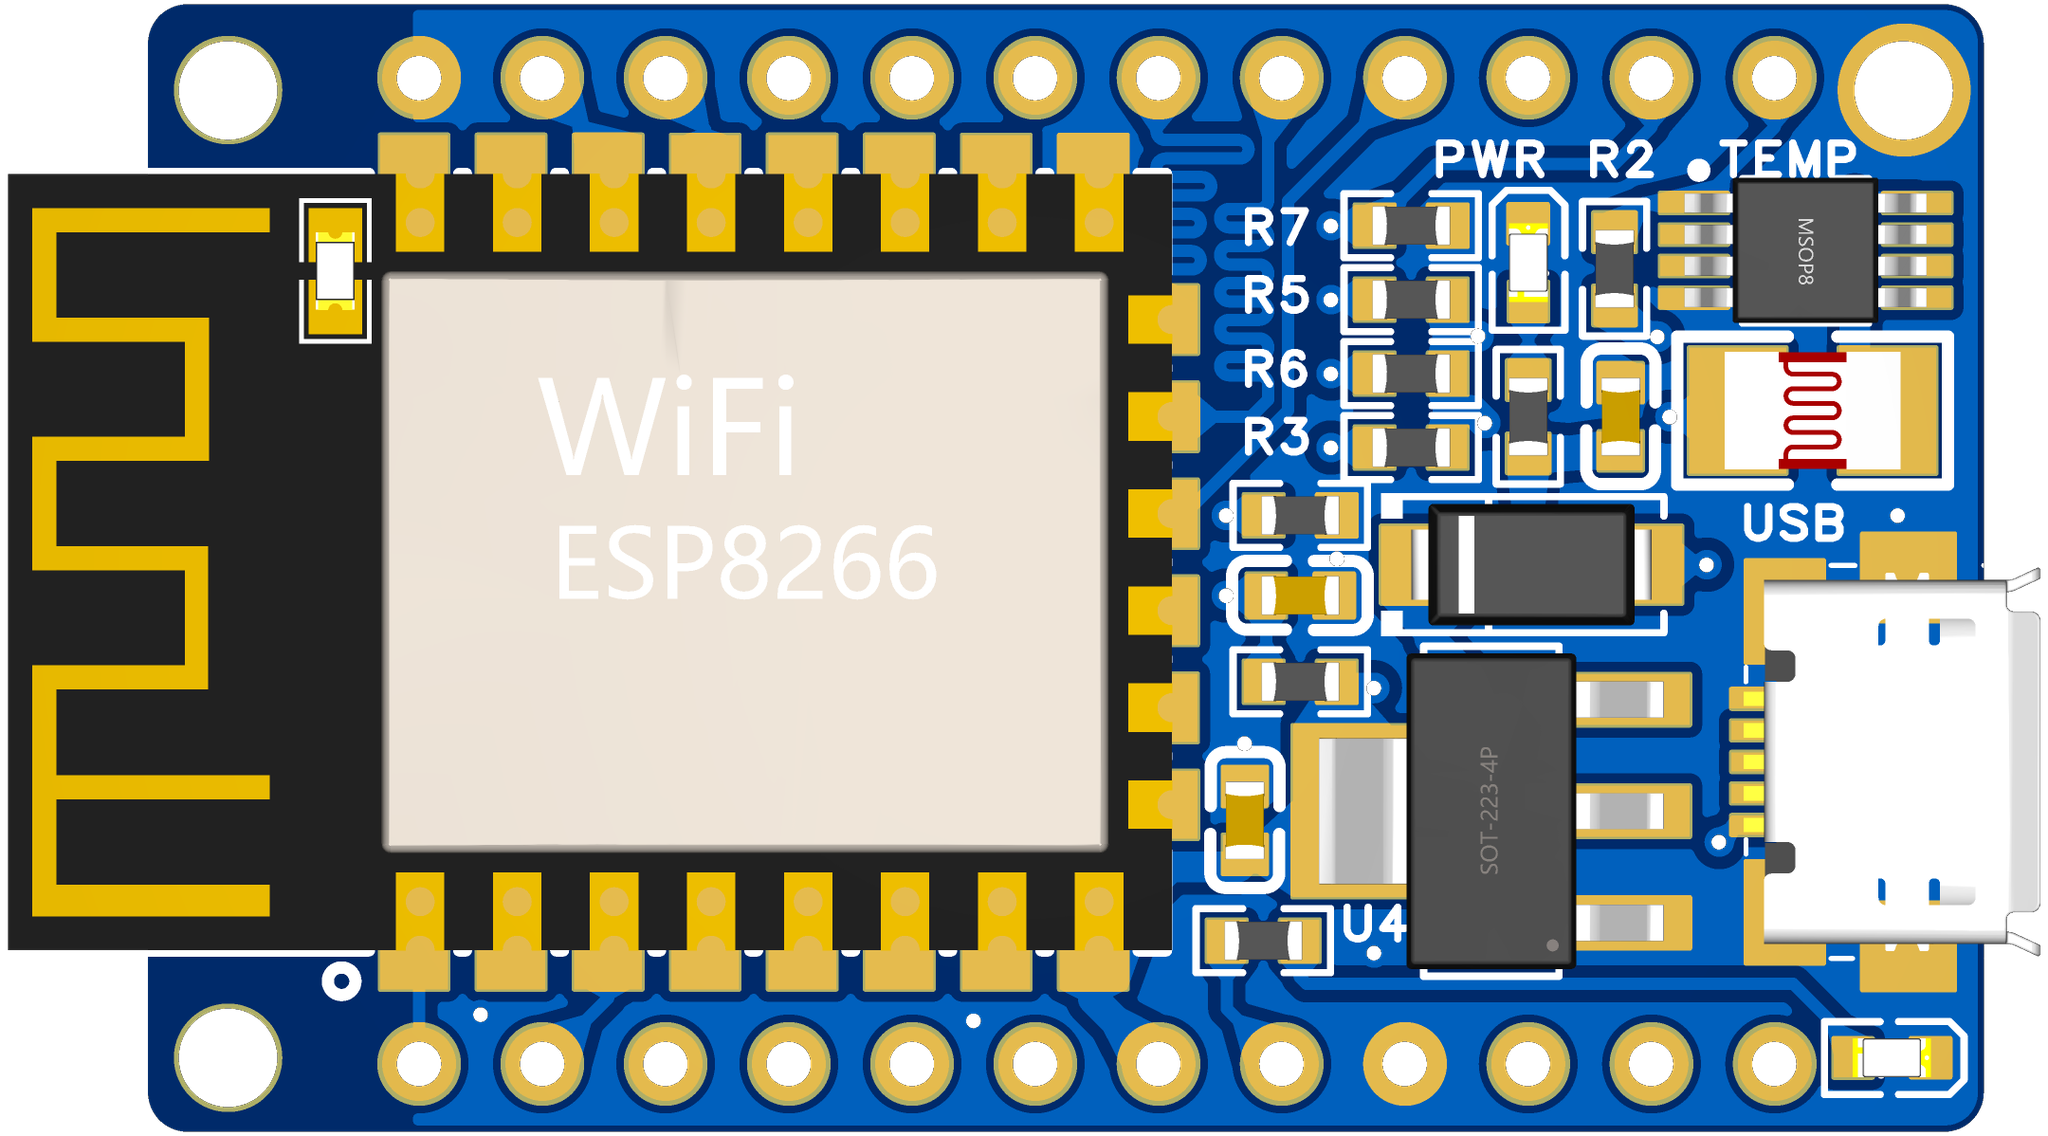 PWR R2 TEMP
R7
MSOP8
R5
R6
WiFi
R3
ESP8266
USB
SOT-223-4P
U4